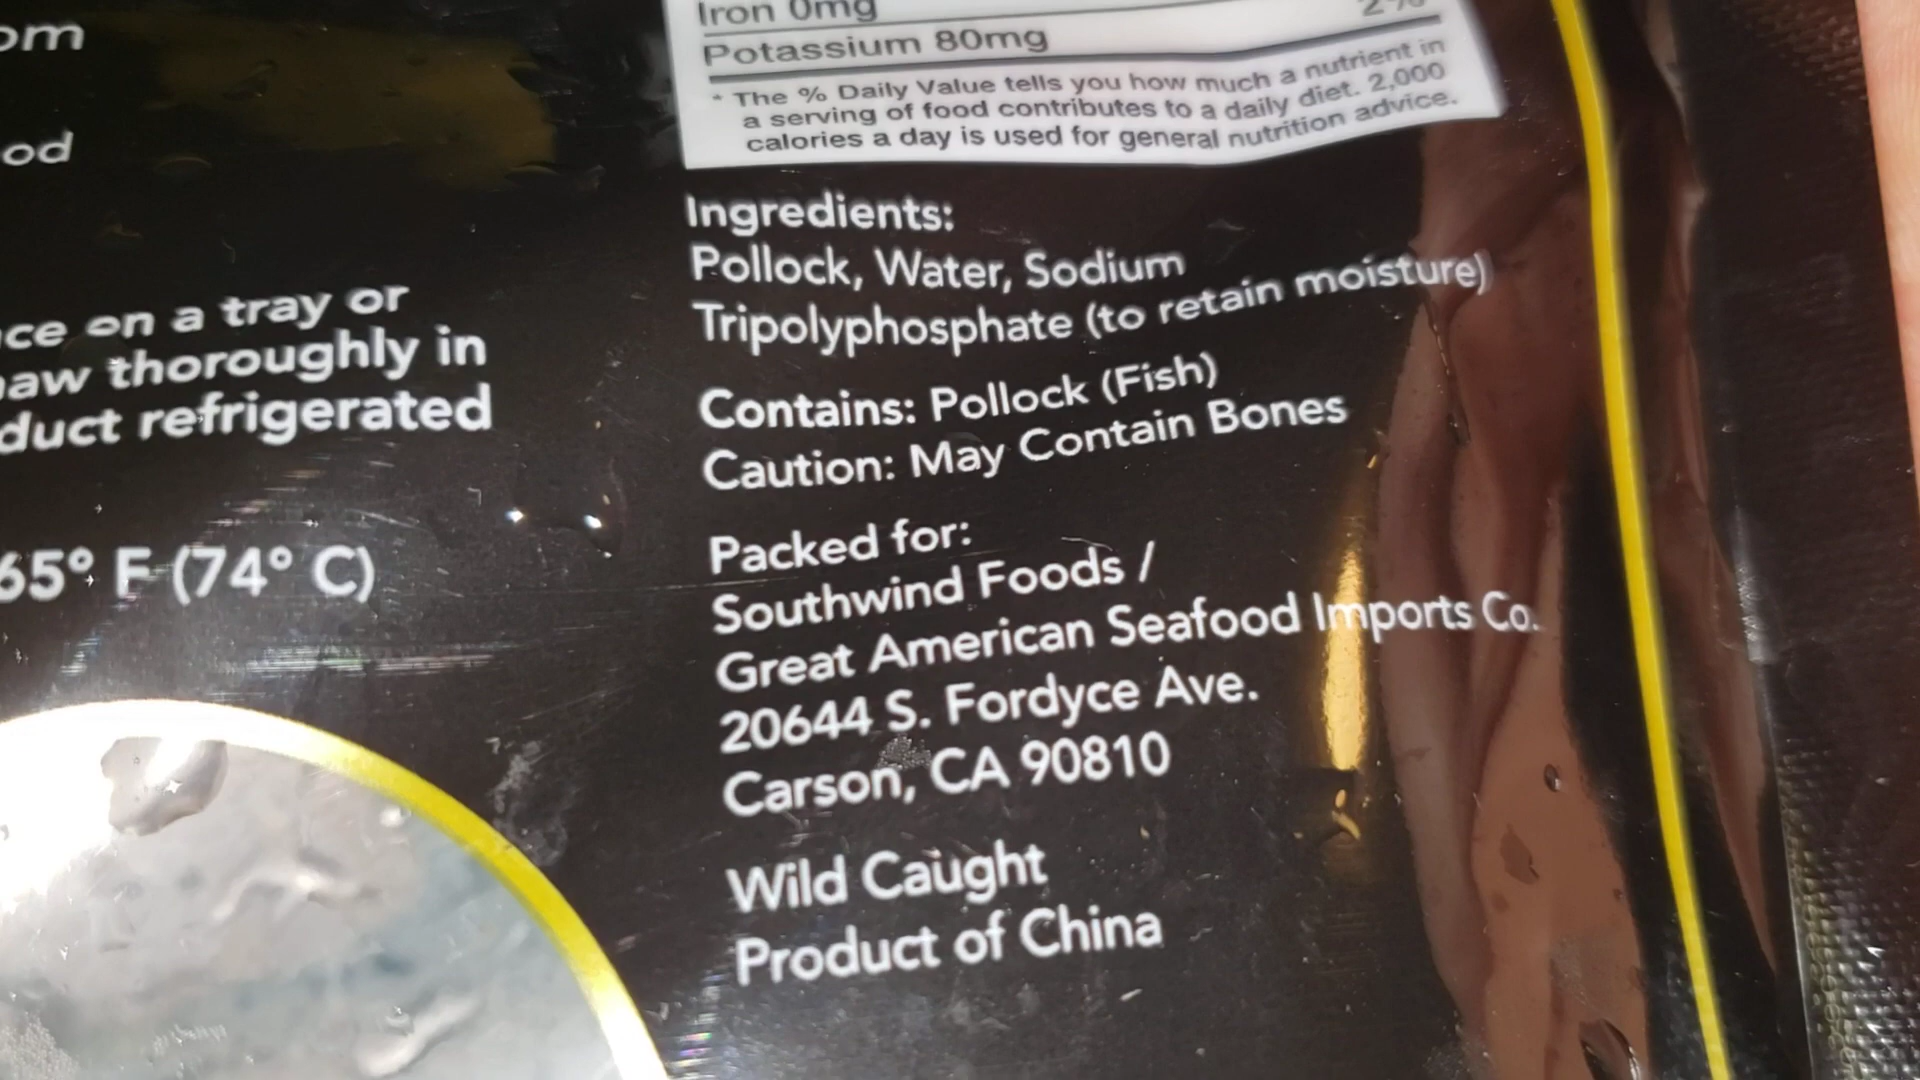 om
od
ce on a tray or
aw thoroughly in
duct refrigerated
65° F (74° C)
Iron 0mg
2%
Potassium 80mg
* The % Daily Value tells you how much a nutrient in
a serving of food contributes to a daily diet. 2,000
calories a day is used for general nutrition advice.
Ingredients:
Pollock, Water, Sodium
Tripolyphosphate (to retain moisture)
Contains: Pollock (Fish)
Caution: May Contain Bones
Packed for:
Southwind Foods /
Great American Seafood Imports Co.
20644 S. Fordyce Ave.
Carson, CA 90810
Wild Caught
Product of China